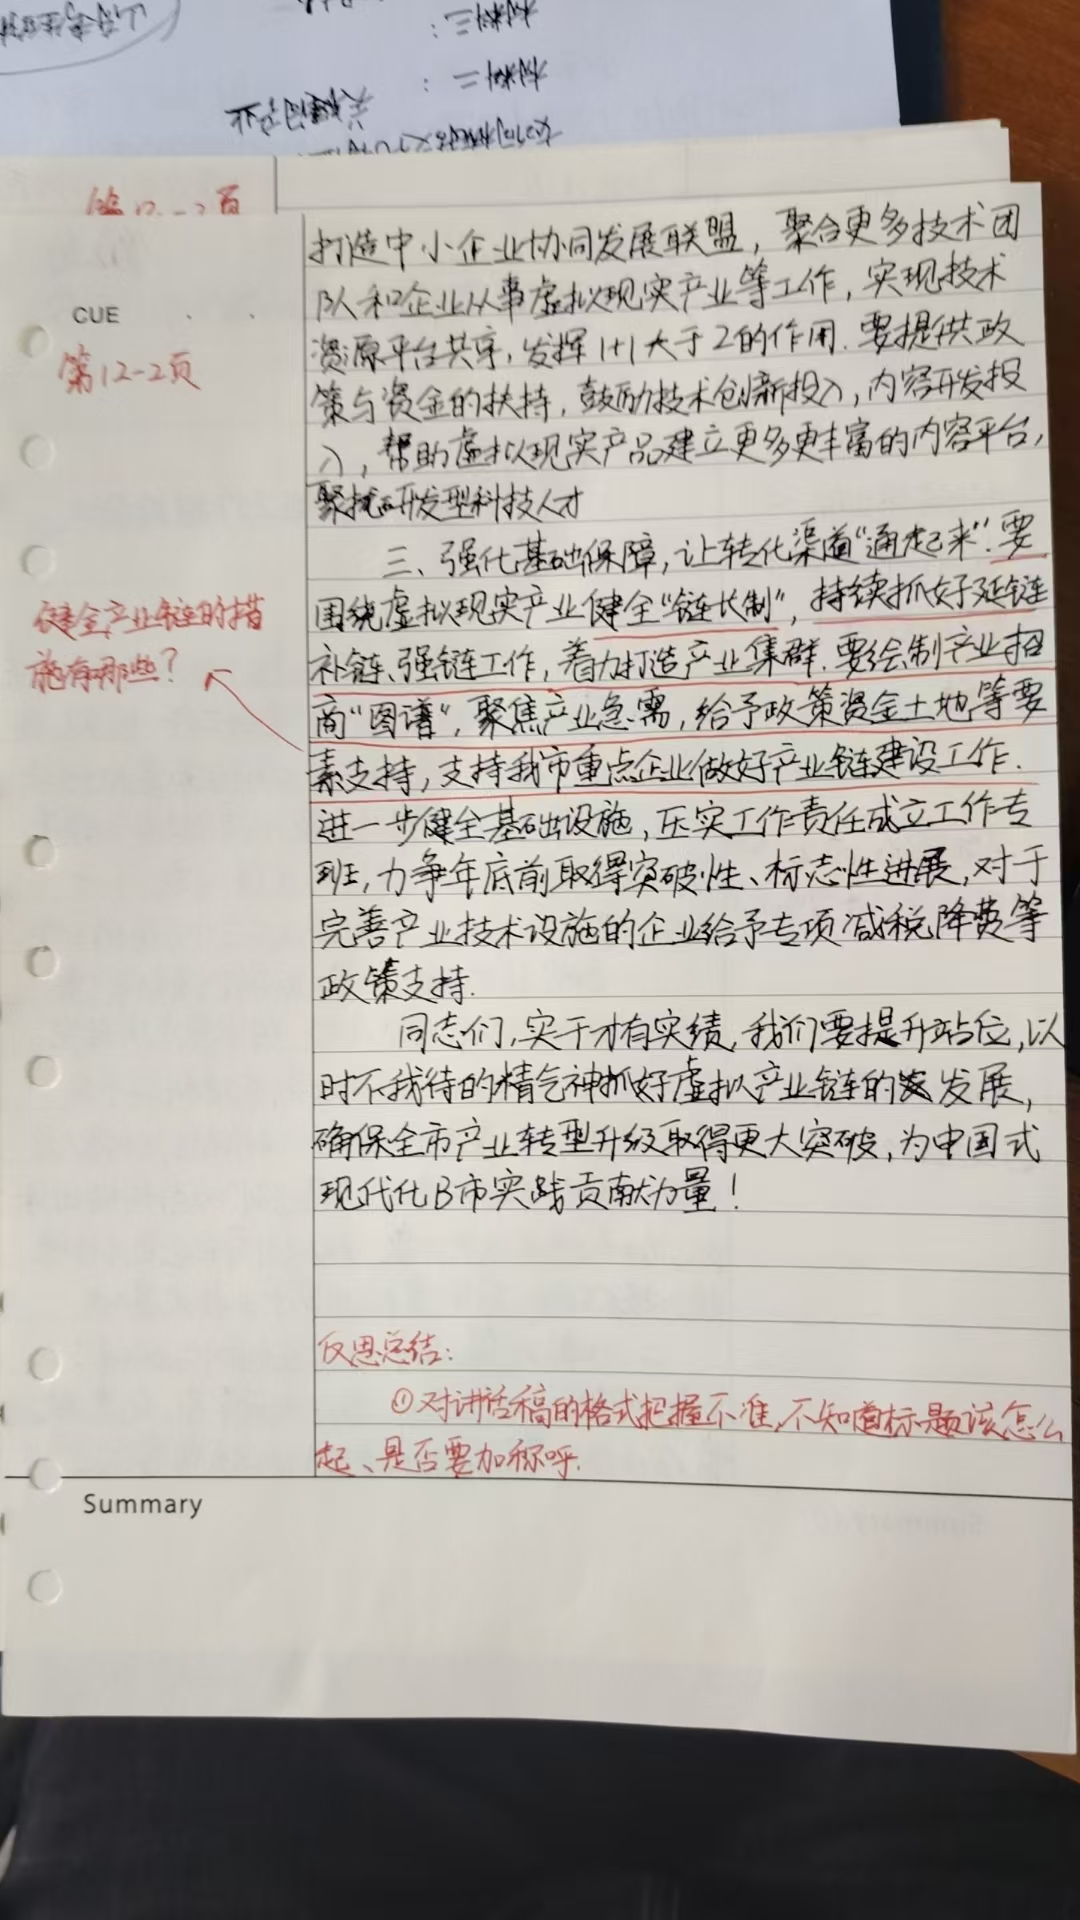 材料三：
材料二：
第12-2页
CUE
第12-2页
打造中小企业协同发展联盟，聚合更多技术团
队和企业从事虚拟现实产业等工作，实现技术
资源平台共享，发挥1+1大于2的作用.要提供政
策与资金的扶持，鼓励技术创新投入，内容开发投
入，帮助虚拟现实产品建立更多更丰富的内容平台，
聚拢研发型科技人才
三、强化基础保障，让转化渠道“通起来”.要
围绕虚拟现实产业健全“链长制”，持续抓好延链
补链、强链工作，着力打造产业集群.要绘制产业招
商“图谱”，聚焦产业急需，给予政策资金土地等要
素支持，支持我市重点企业做好产业链建设工作.
进一步健全基础设施，压实工作责任成立工作专
班，力争年底前取得突破性、标志性进展，对于
完善产业技术设施的企业给予专项减税降费等
政策支持.
同志们，实干才有实绩，我们要提升站位，以
时不我待的精气神抓好虚拟产业链的发展，
确保全市产业转型升级取得更大突破，为中国式
现代化B市实践贡献力量！
健全产业链的措
施有那些？
反思总结：
①对讲话稿的格式把握不准，不知道标题该怎么
起、是否要加称呼.
Summary